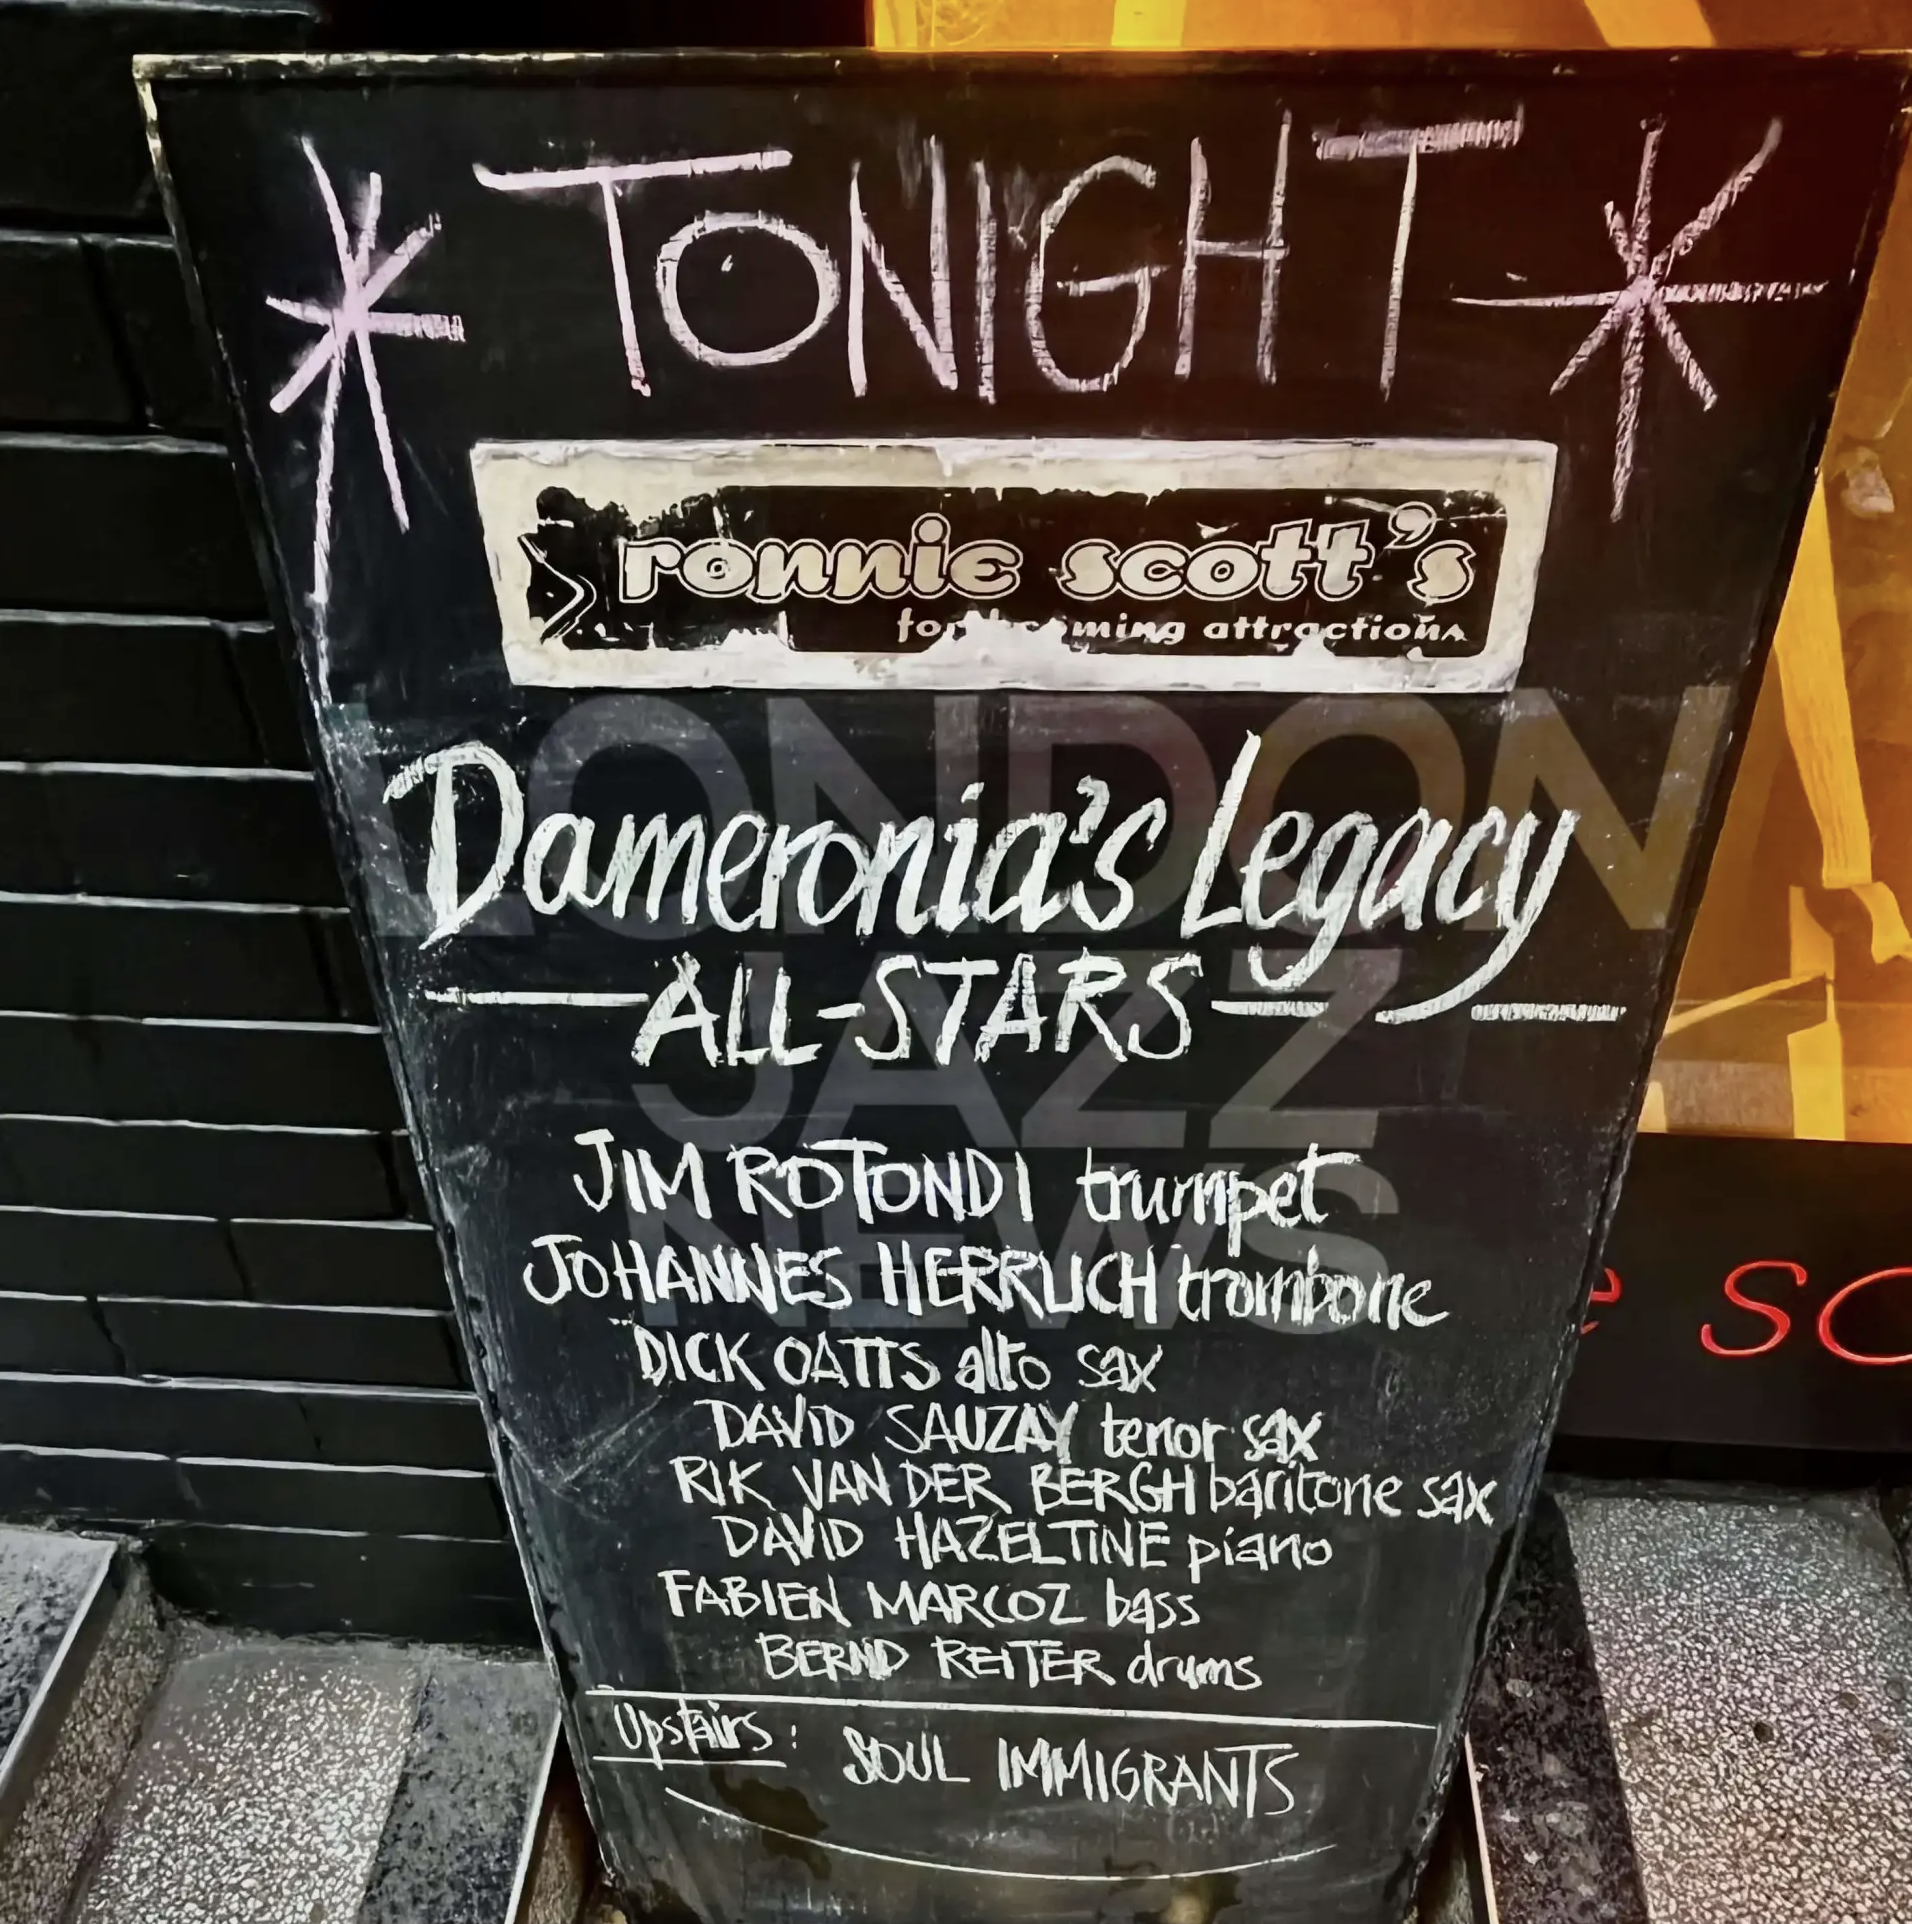 * TONIGHT *
ronnie scott's
forthcoming attractions
Dameronia's Legacy
ALL-STARS
JIM ROTONDI trumpet
JOHANNES HERRLICH trombone
DICK OATTS alto sax
DAVID SAUZAY tenor sax
RIK VAN DER BERGH baritone sax
DAVID HAZELTINE piano
FABIEN MARCOZ bass
BERND REITER drums
Upstairs: SOUL IMMIGRANTS
LONDON
JAZZ
NEWS